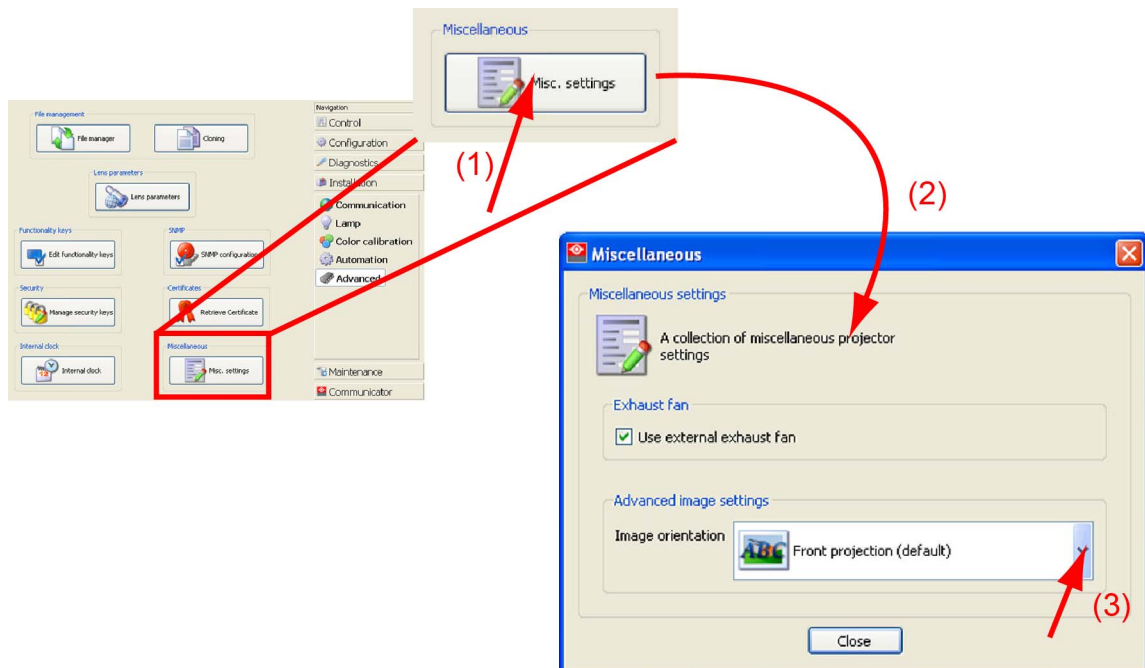 Miscellaneous
Misc. settings
(1)
(2)
File management
File manager
Cloning
Lens parameters
Lens parameters
Functionality keys
Edit functionality keys
SNMP
SNMP configuration
Security
Manage security keys
Certificates
Retrieve Certificate
Internal clock
Internal clock
Miscellaneous
Misc. settings
Navigation
Control
Configuration
Diagnostics
Installation
Communication
Lamp
Color calibration
Automation
Advanced
Maintenance
Communicator
Miscellaneous
Miscellaneous settings
A collection of miscellaneous projector
settings
Exhaust fan
Use external exhaust fan
Advanced image settings
Image orientation
ABC
Front projection (default)
(3)
Close